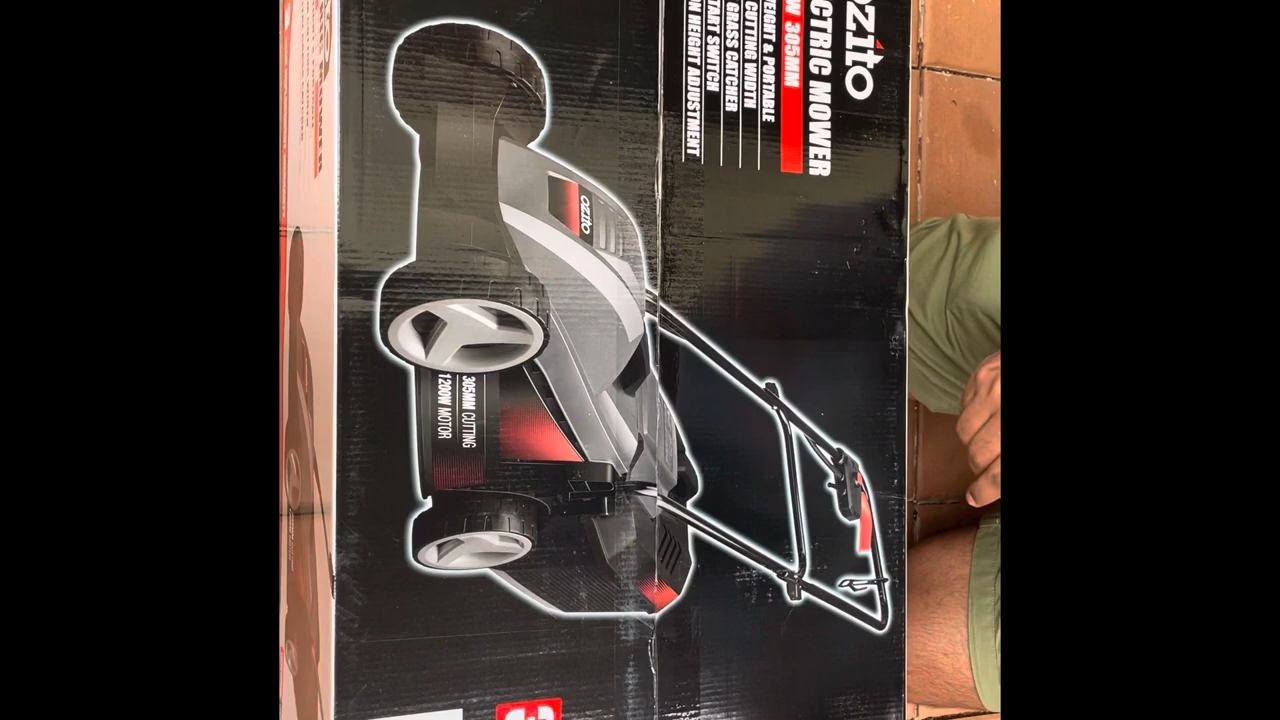 ozito
CTRIC MOWER
W 305MM
EIGHT & PORTABLE
CUTTING WIDTH
GRASS CATCHER
TART SWITCH
ON HEIGHT ADJUSTMENT
ozito
305MM CUTTING
1200W MOTOR